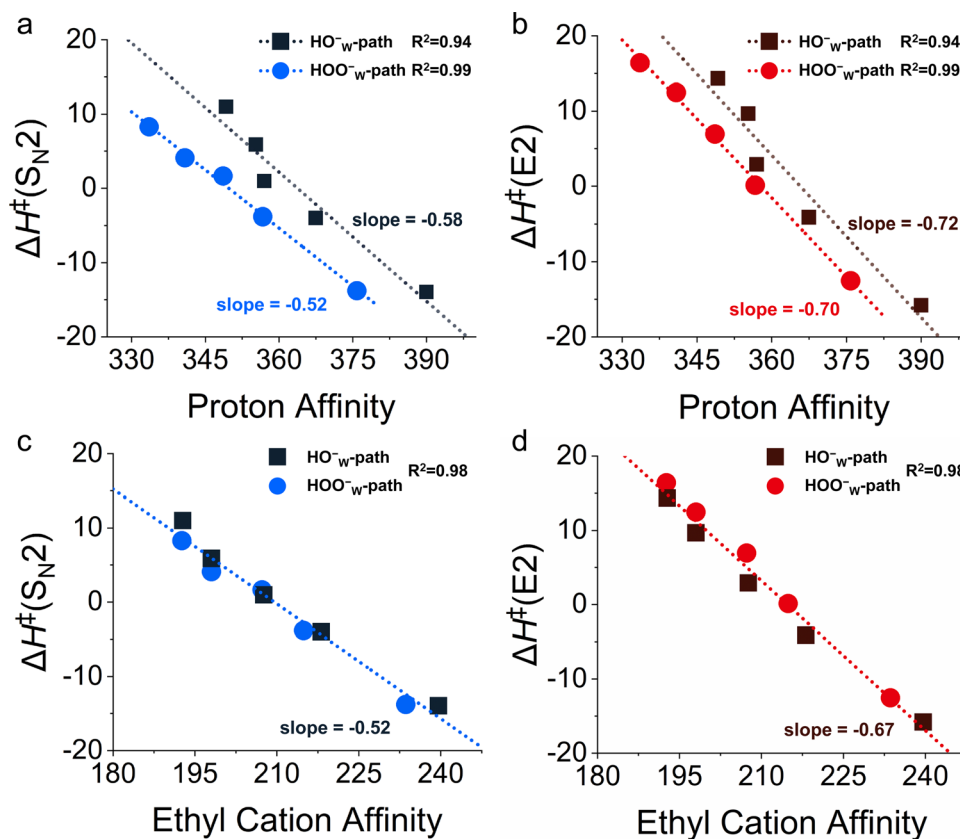 a
HO⁻w-path R²=0.94
HOO⁻w-path R²=0.99
20
10
0
-10
-20
ΔH‡(SN2)
slope = -0.58
slope = -0.52
330 345 360 375 390
Proton Affinity
b
HO⁻w-path R²=0.94
HOO⁻w-path R²=0.99
20
10
0
-10
-20
ΔH‡(E2)
slope = -0.72
slope = -0.70
330 345 360 375 390
Proton Affinity
c
HO⁻w-path
R²=0.98
HOO⁻w-path
20
10
0
-10
-20
ΔH‡(SN2)
slope = -0.52
180 195 210 225 240
Ethyl Cation Affinity
d
HO⁻w-path
R²=0.98
HOO⁻w-path
20
10
0
-10
-20
ΔH‡(E2)
slope = -0.67
180 195 210 225 240
Ethyl Cation Affinity